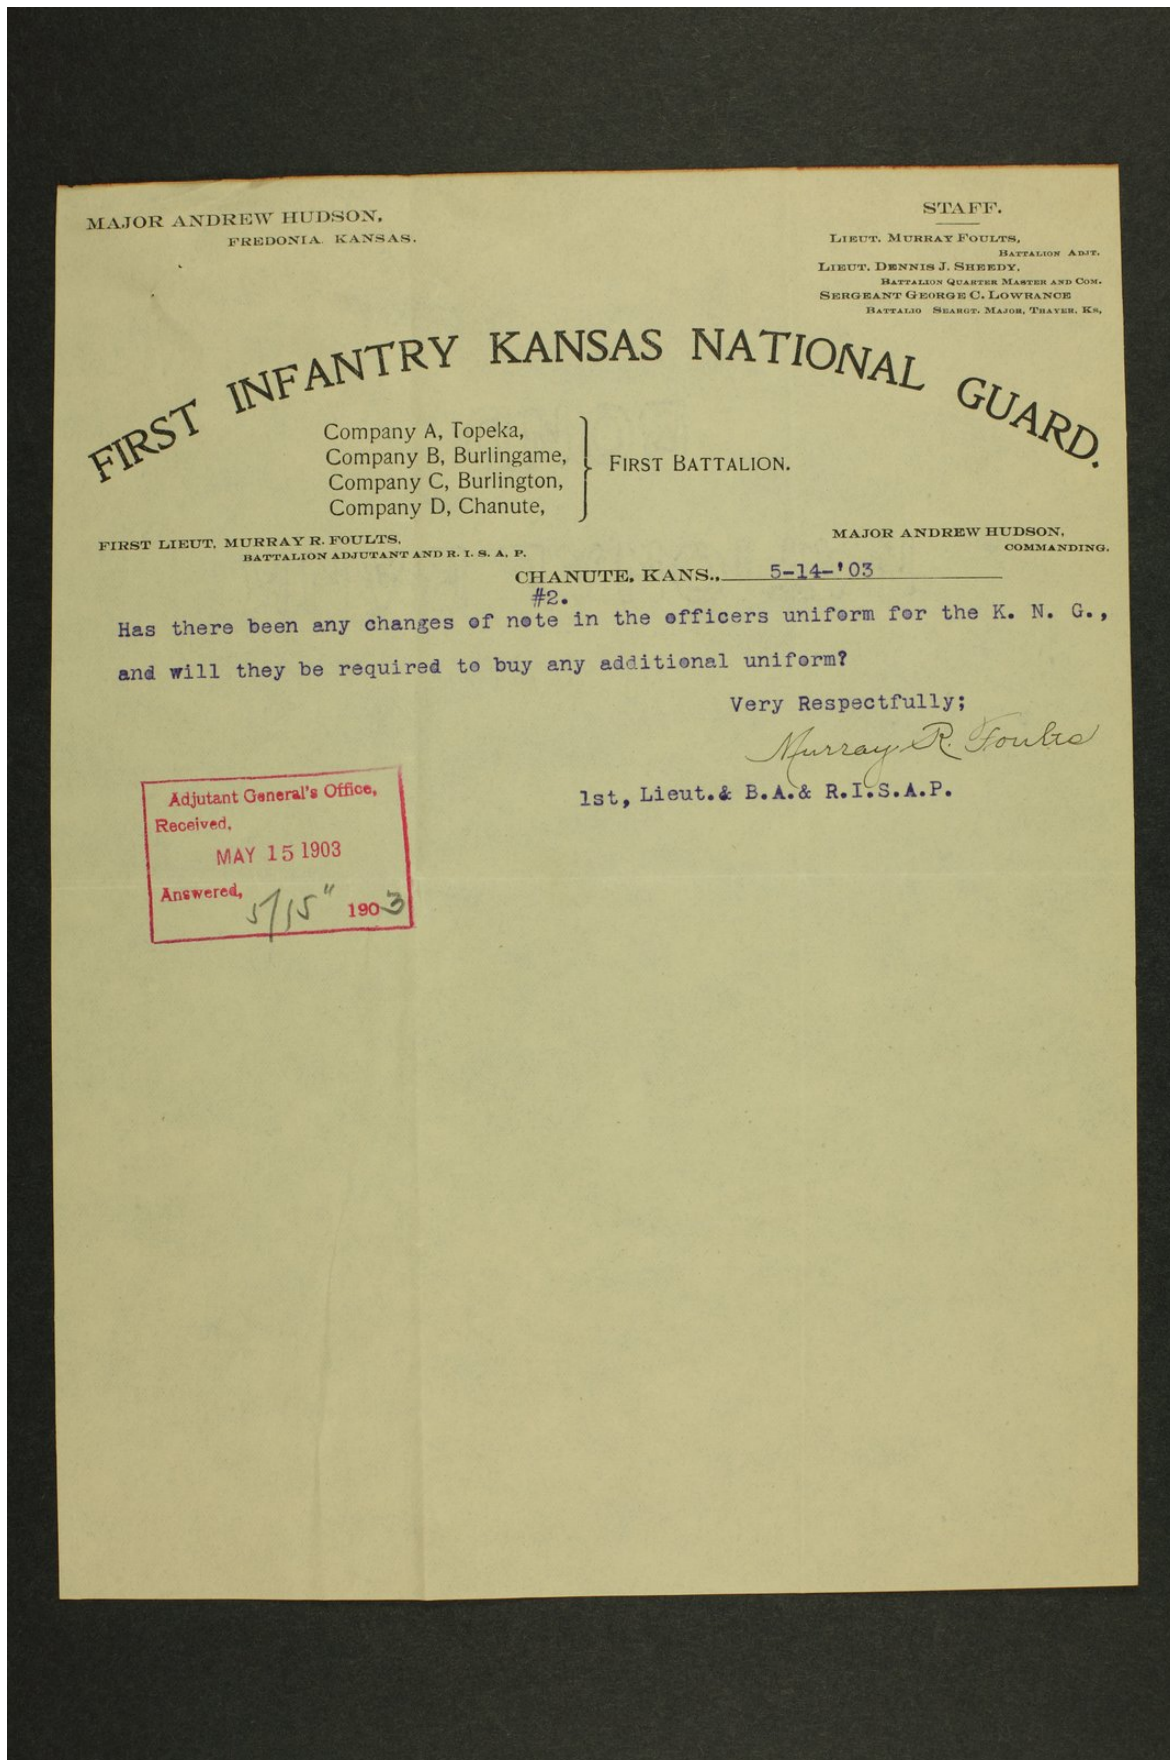 MAJOR ANDREW HUDSON,
FREDONIA, KANSAS.
STAFF.
LIEUT. MURRAY FOULTS,
BATTALION ADJT.
LIEUT. DENNIS J. SHEEDY,
BATTALION QUARTER MASTER AND COM.
SERGEANT GEORGE C. LOWRANCE
BATTALIO SEARGT. MAJOR, THAYER, KS,
FIRST INFANTRY KANSAS NATIONAL GUARD.
Company A, Topeka,
Company B, Burlingame,
Company C, Burlington,
Company D, Chanute,
FIRST BATTALION.
FIRST LIEUT, MURRAY R. FOULTS,
BATTALION ADJUTANT AND R. I. S. A. P.
MAJOR ANDREW HUDSON,
COMMANDING.
CHANUTE, KANS., 5-14-'03
#2.
Has there been any changes of note in the officers uniform for the K. N. G.,
and will they be required to buy any additional uniform?
Very Respectfully;
Murray R. Foults
1st, Lieut.& B.A.& R.I.S.A.P.
Adjutant General's Office,
Received,
MAY 15 1903
Answered, 5/15" 1903